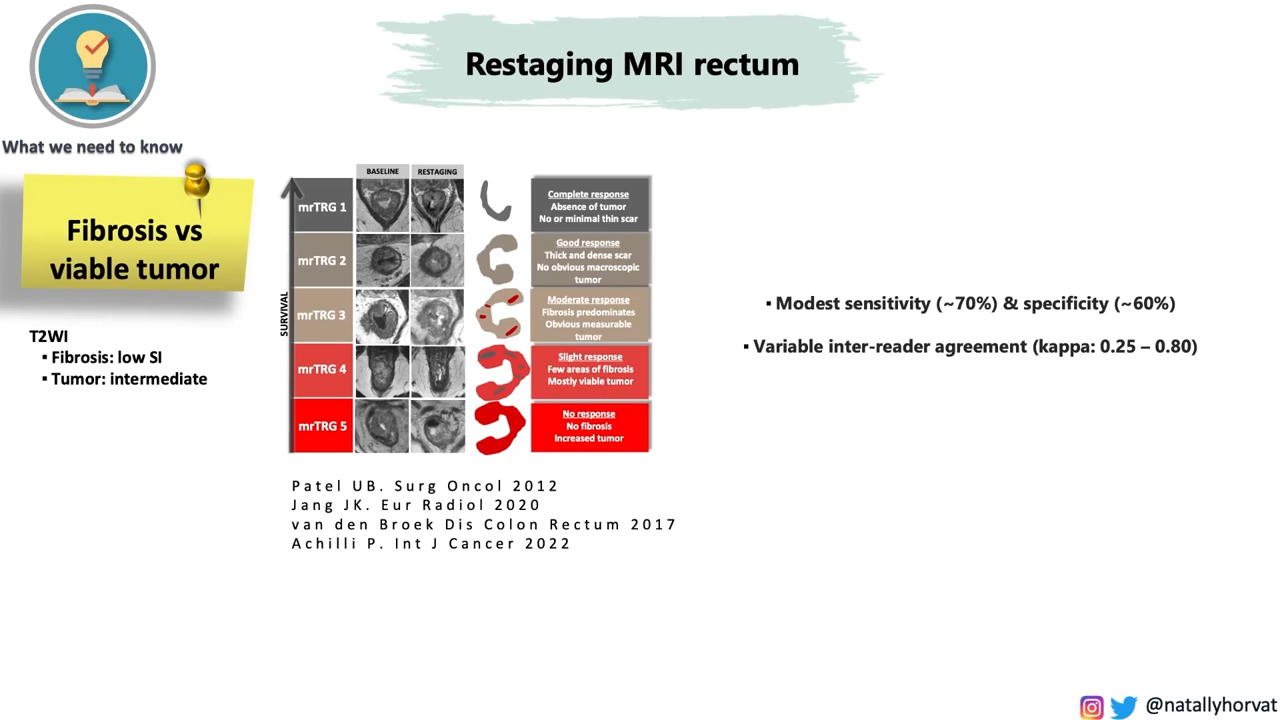 Restaging MRI rectum
What we need to know
Fibrosis vs
viable tumor
T2WI
▪ Fibrosis: low SI
▪ Tumor: intermediate
BASELINE
RESTAGING
SURVIVAL
mrTRG 1
Complete response
Absence of tumor
No or minimal thin scar
mrTRG 2
Good response
Thick and dense scar
No obvious macroscopic
tumor
mrTRG 3
Moderate response
Fibrosis predominates
Obvious measurable
tumor
mrTRG 4
Slight response
Few areas of fibrosis
Mostly viable tumor
mrTRG 5
No response
No fibrosis
Increased tumor
Patel UB. Surg Oncol 2012
Jang JK. Eur Radiol 2020
van den Broek Dis Colon Rectum 2017
Achilli P. Int J Cancer 2022
▪ Modest sensitivity (~70%) & specificity (~60%)
▪ Variable inter-reader agreement (kappa: 0.25 – 0.80)
@natallyhorvat